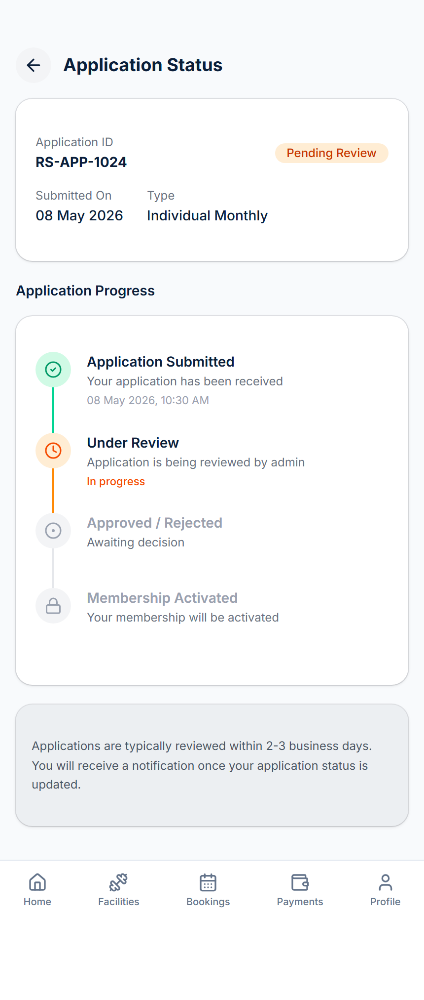 Application Status
Application ID
RS-APP-1024
Pending Review
Submitted On
08 May 2026
Type
Individual Monthly
Application Progress
Application Submitted
Your application has been received
08 May 2026, 10:30 AM
Under Review
Application is being reviewed by admin
In progress
Approved / Rejected
Awaiting decision
Membership Activated
Your membership will be activated
Applications are typically reviewed within 2-3 business days.
You will receive a notification once your application status is
updated.
Home
Facilities
Bookings
Payments
Profile